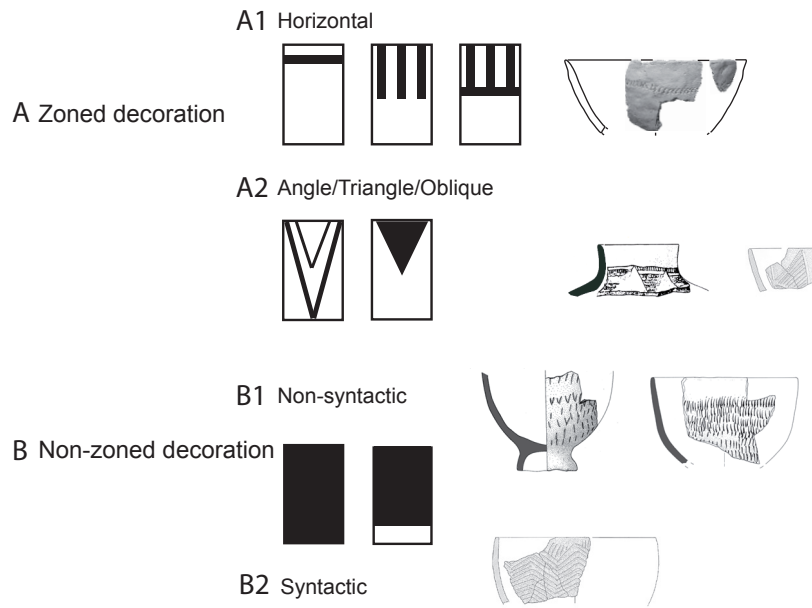 A1 Horizontal
A Zoned decoration
A2 Angle/Triangle/Oblique
B1 Non-syntactic
B Non-zoned decoration
B2 Syntactic